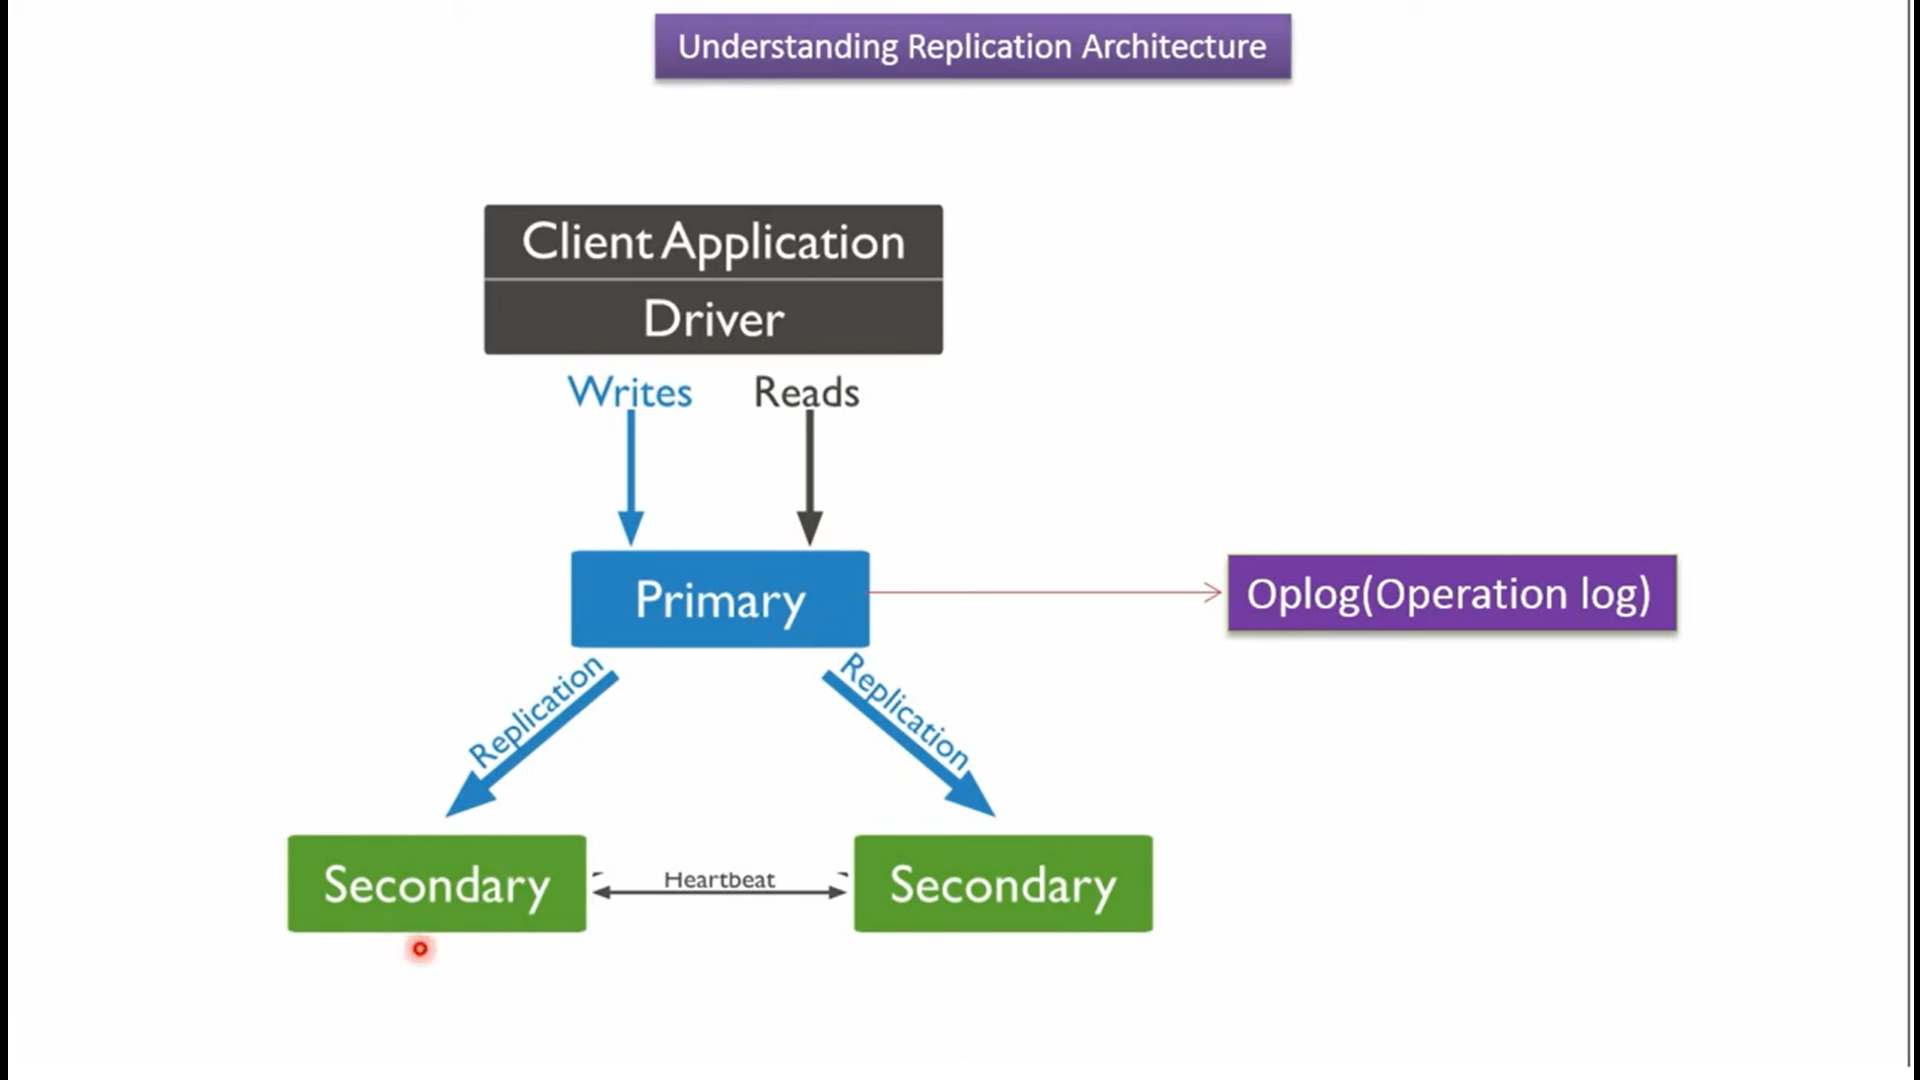 Understanding Replication Architecture
Client Application
Driver
Writes
Reads
Primary
Oplog(Operation log)
Replication
Replication
Secondary
Heartbeat
Secondary